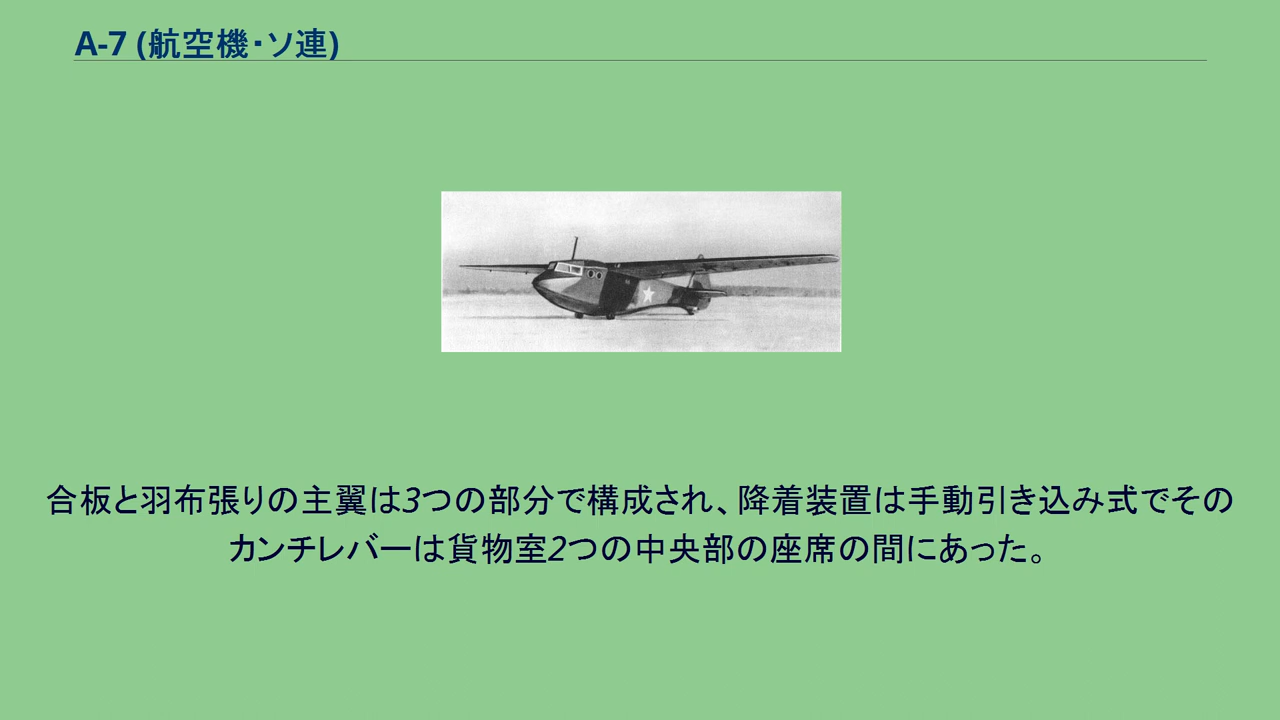 A-7 (航空機・ソ連)
合板と羽布張りの主翼は3つの部分で構成され、降着装置は手動引き込み式でその
カンチレバーは貨物室2つの中央部の座席の間にあった。